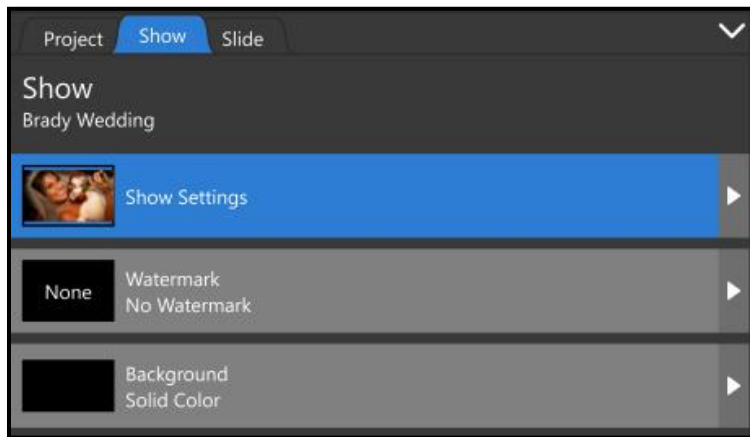 Project Show Slide
Show
Brady Wedding
Show Settings
None
Watermark
No Watermark
Background
Solid Color